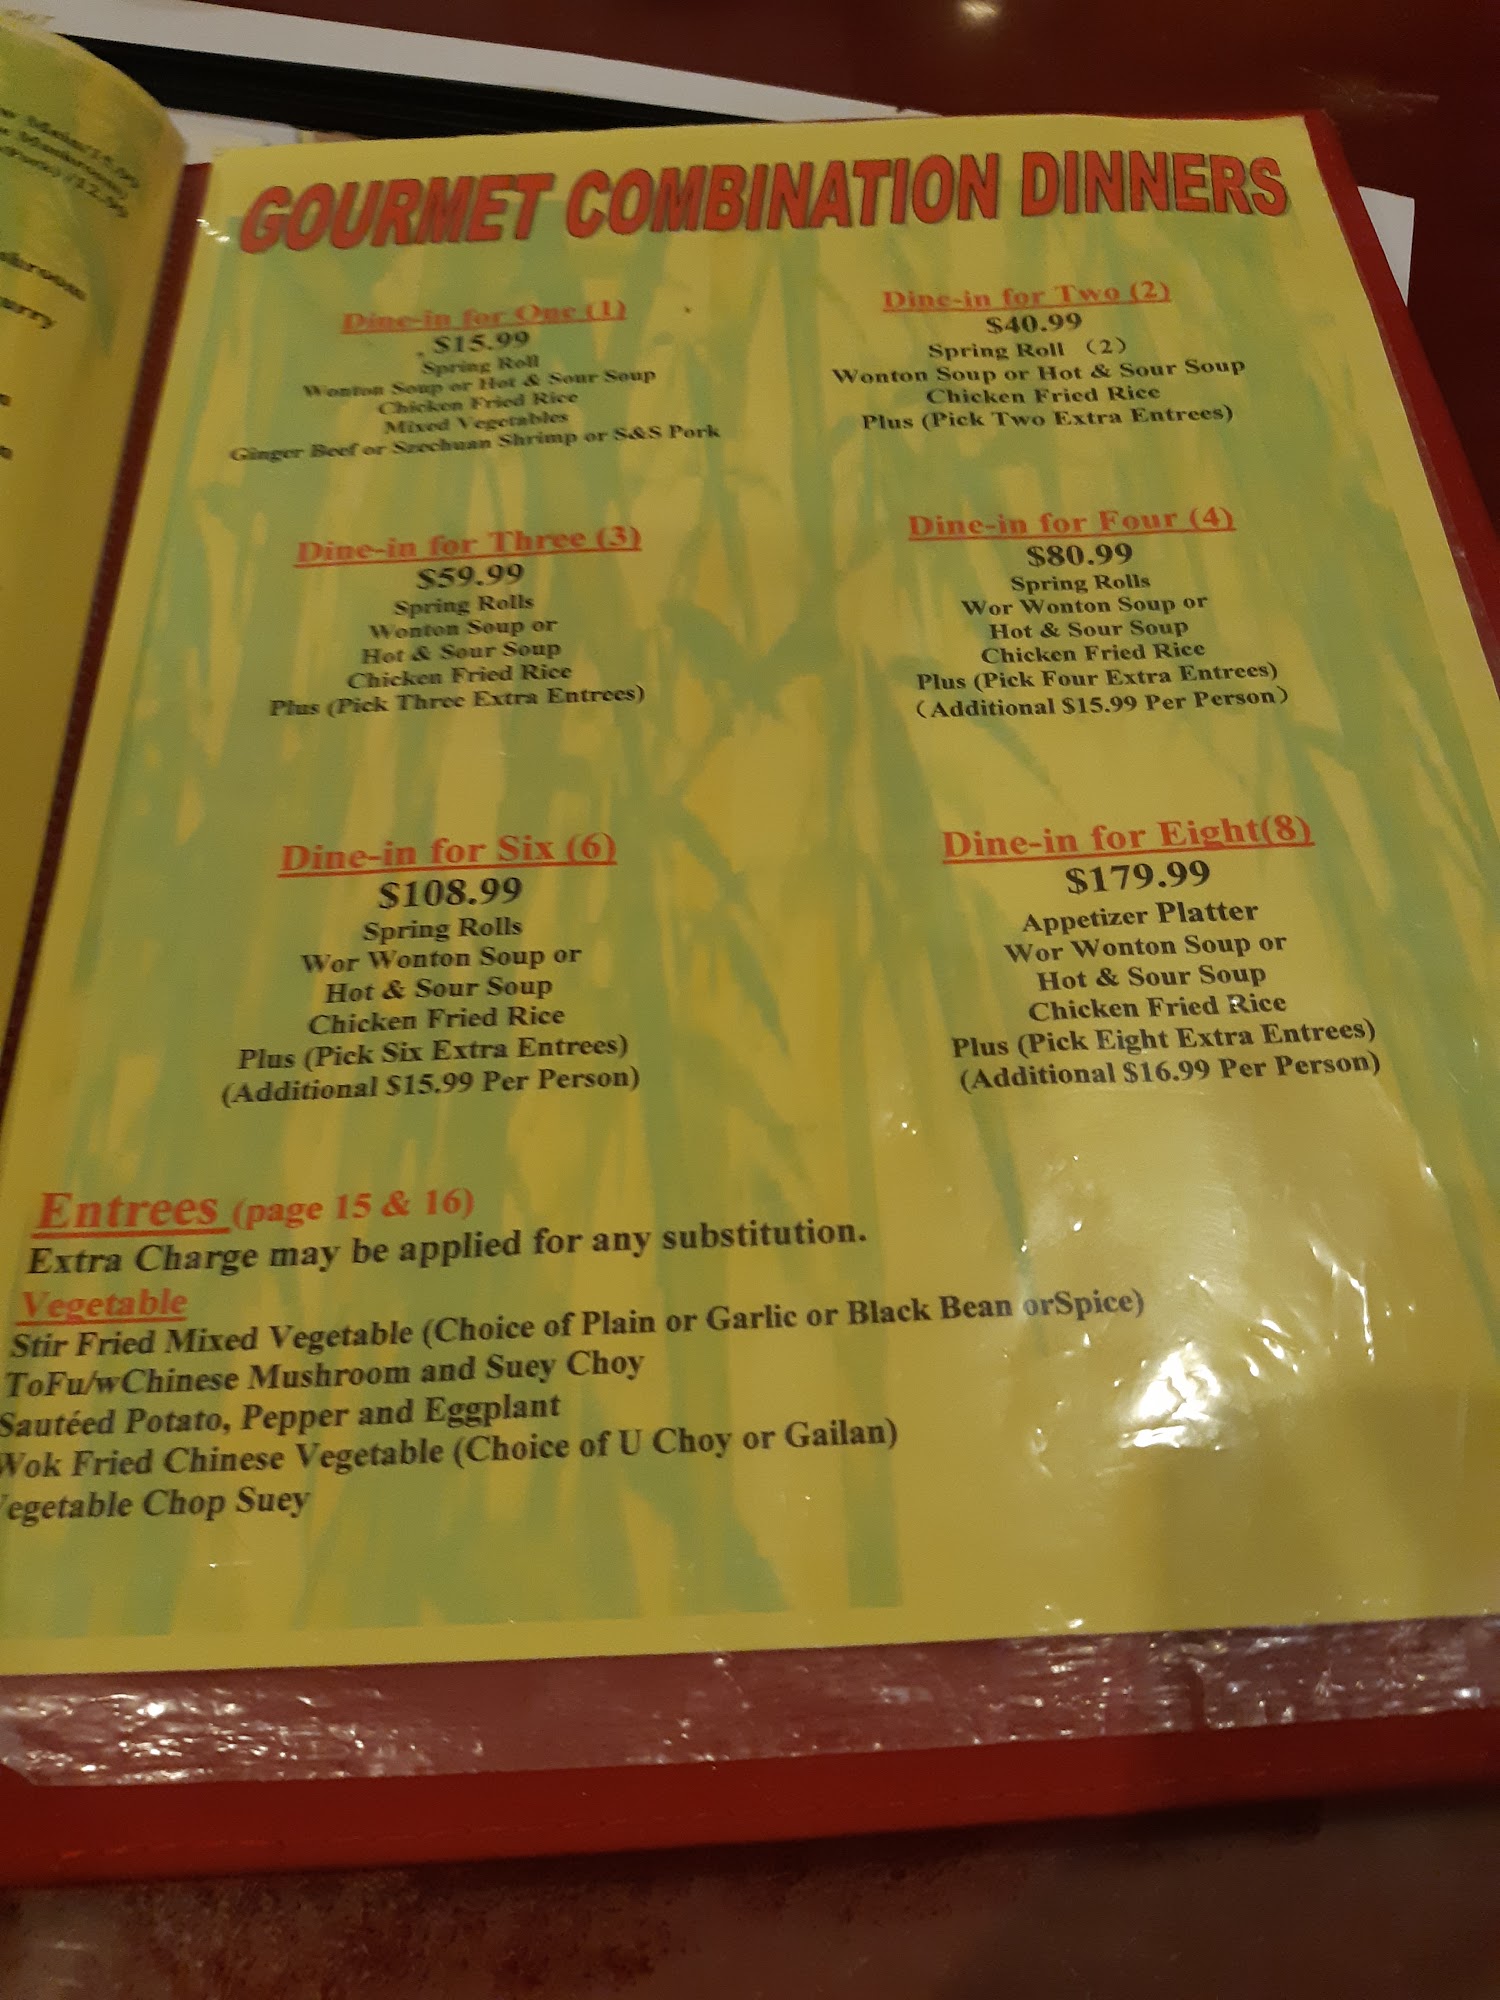 Mushrooms)
(12.99
shroom
urry
GOURMET COMBINATION DINNERS
Dine-in for One (1)
$15.99
Spring Roll
Wonton Soup or Hot & Sour Soup
Chicken Fried Rice
Mixed Vegetables
Ginger Beef or Szechuan Shrimp or S&S Pork
Dine-in for Two (2)
$40.99
Spring Roll (2)
Wonton Soup or Hot & Sour Soup
Chicken Fried Rice
Plus (Pick Two Extra Entrees)
Dine-in for Three (3)
$59.99
Spring Rolls
Wonton Soup or
Hot & Sour Soup
Chicken Fried Rice
Plus (Pick Three Extra Entrees)
Dine-in for Four (4)
$80.99
Spring Rolls
Wor Wonton Soup or
Hot & Sour Soup
Chicken Fried Rice
Plus (Pick Four Extra Entrees)
(Additional $15.99 Per Person)
Dine-in for Six (6)
$108.99
Spring Rolls
Wor Wonton Soup or
Hot & Sour Soup
Chicken Fried Rice
Plus (Pick Six Extra Entrees)
(Additional $15.99 Per Person)
Dine-in for Eight(8)
$179.99
Appetizer Platter
Wor Wonton Soup or
Hot & Sour Soup
Chicken Fried Rice
Plus (Pick Eight Extra Entrees)
(Additional $16.99 Per Person)
Entrees (page 15 & 16)
Extra Charge may be applied for any substitution.
Vegetable
Stir Fried Mixed Vegetable (Choice of Plain or Garlic or Black Bean orSpice)
ToFu/wChinese Mushroom and Suey Choy
Sautéed Potato, Pepper and Eggplant
Wok Fried Chinese Vegetable (Choice of U Choy or Gailan)
Vegetable Chop Suey